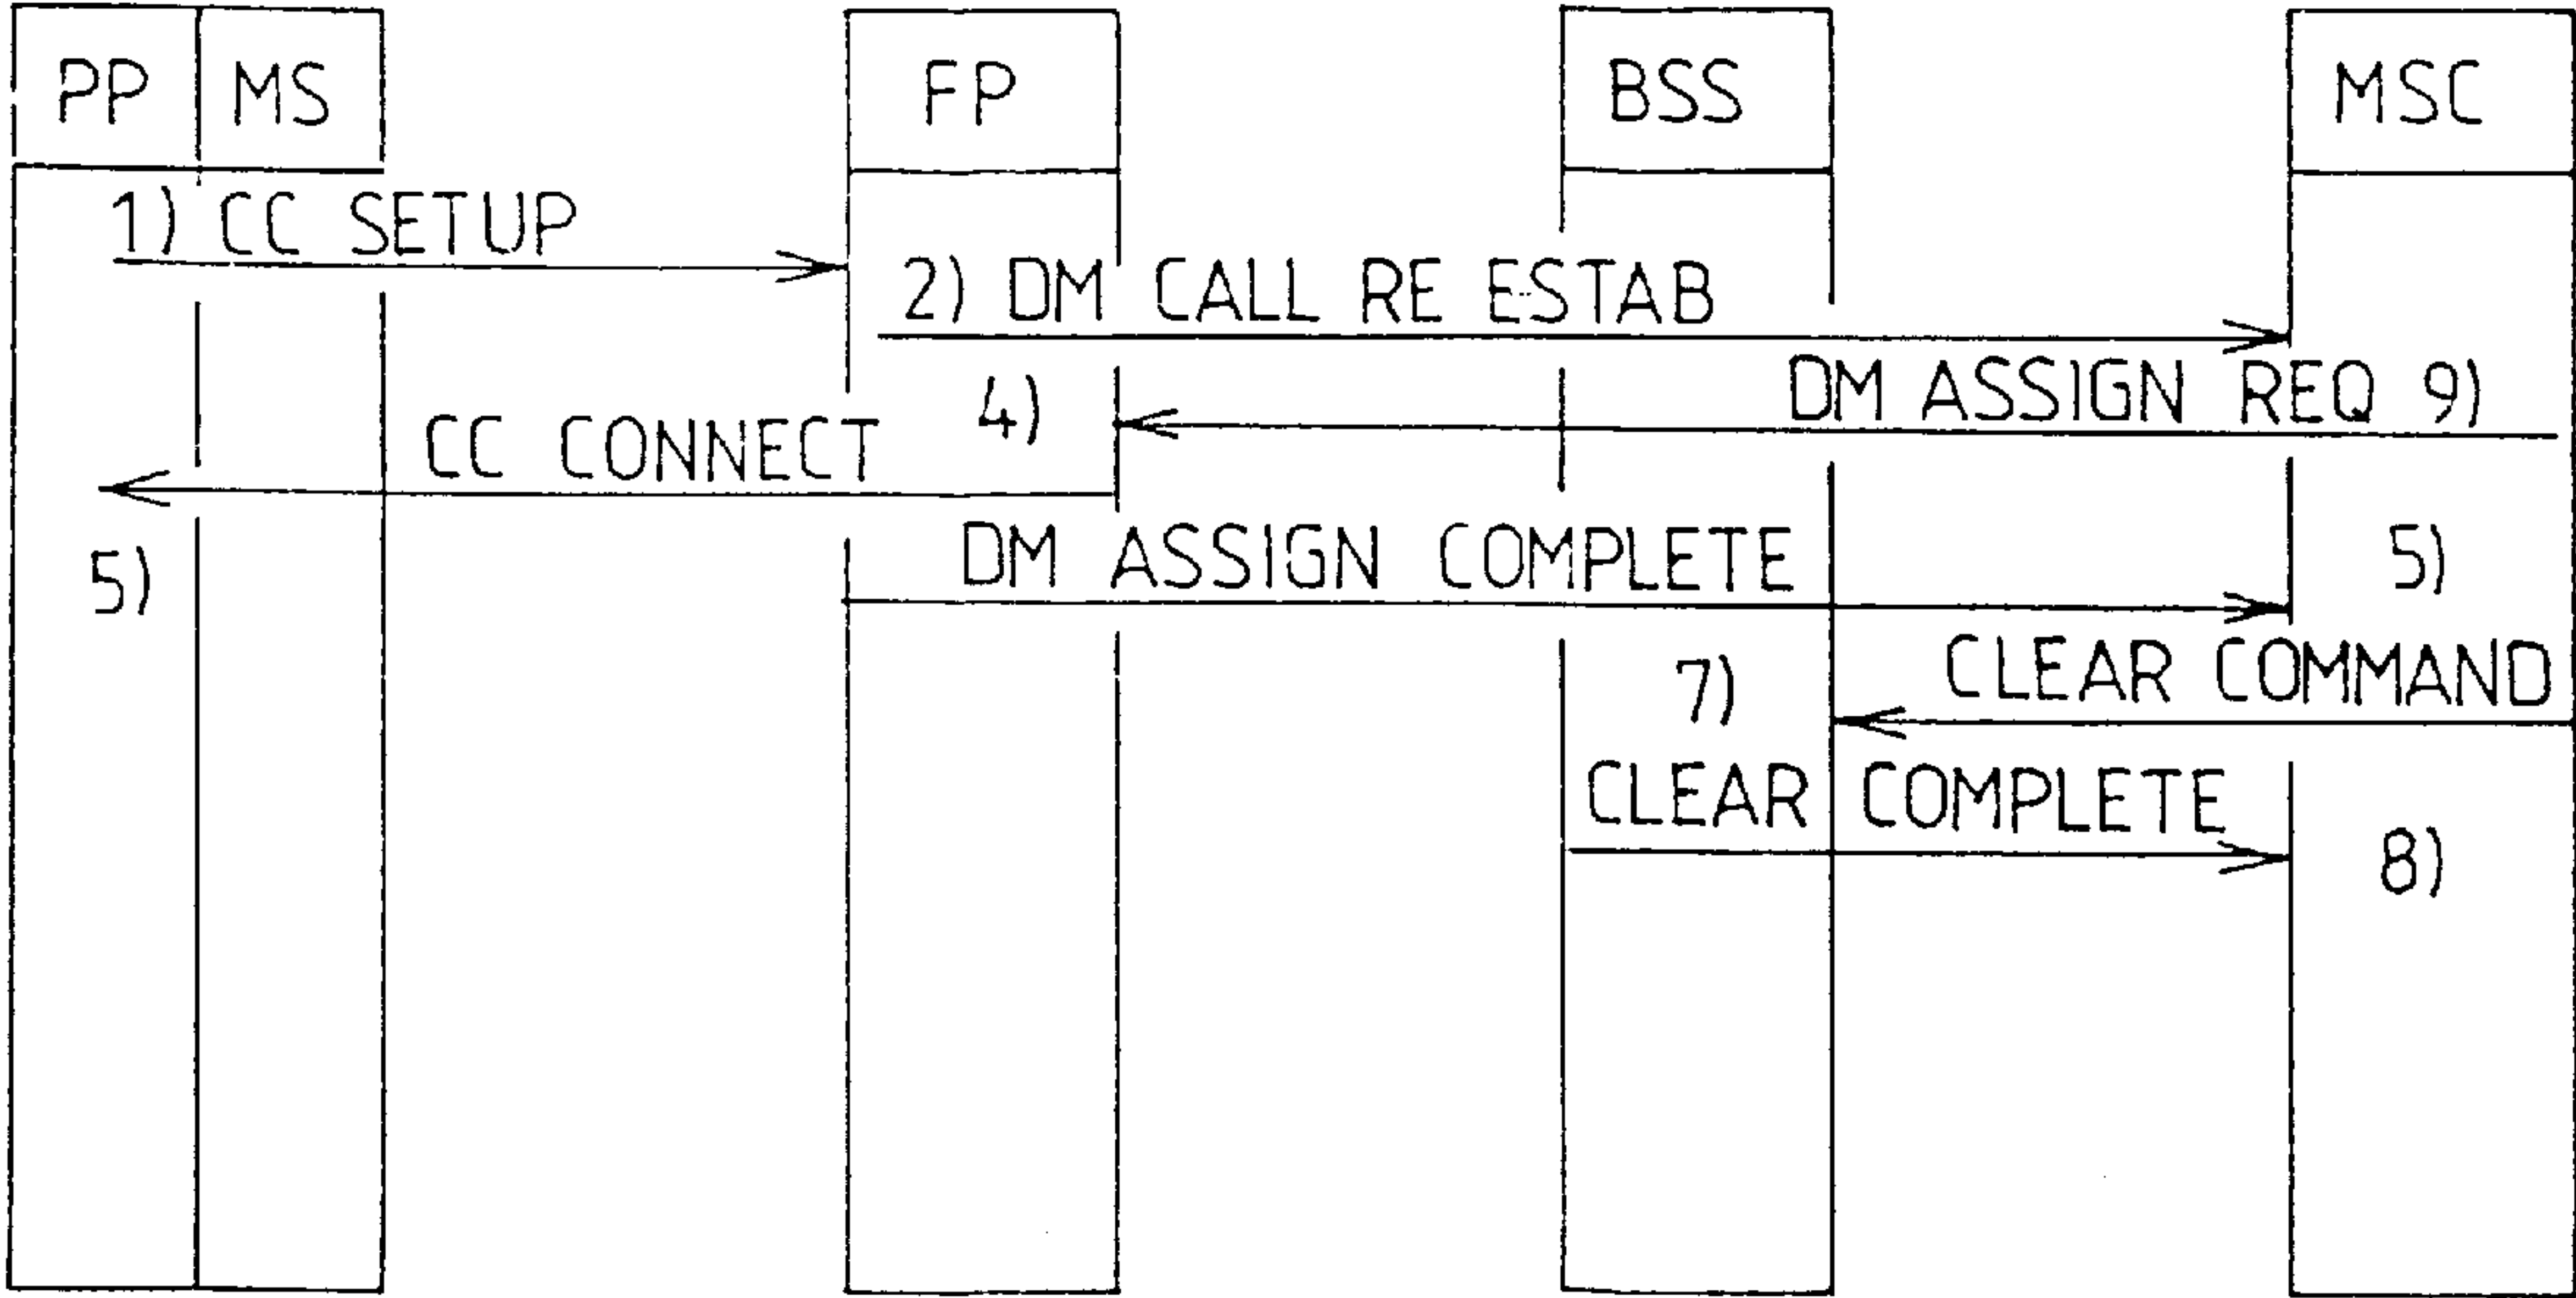 PP MS FP BSS MSC
1) CC SETUP
2) DM CALL RE ESTAB
DM ASSIGN REQ 9)
4)
CC CONNECT
DM ASSIGN COMPLETE
5) 5)
7) CLEAR COMMAND
CLEAR COMPLETE
8)